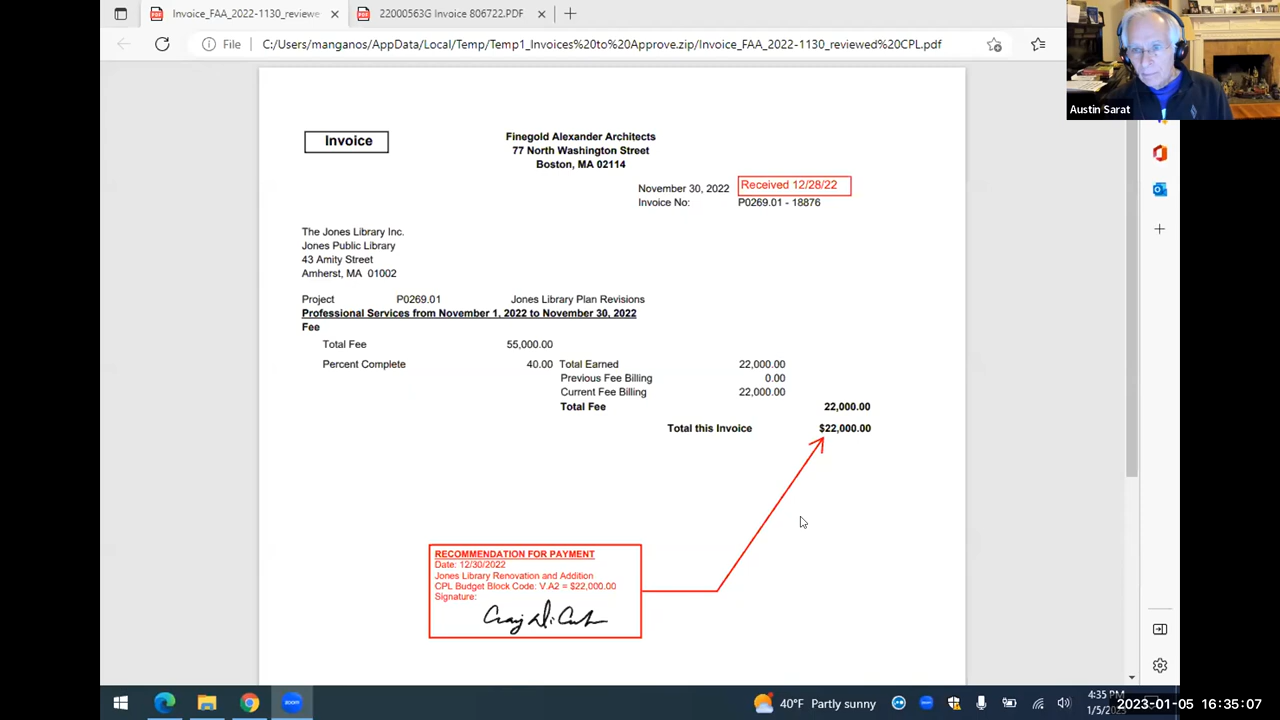 Invoice_FAA_2022-1130_reviewe
22000563G Invoice 806722.PDF
File C:/Users/manganos/AppData/Local/Temp/Temp1_Invoices%20to%20Approve.zip/Invoice_FAA_2022-1130_reviewed%20CPL.pdf
Austin Sarat
Invoice
Finegold Alexander Architects
77 North Washington Street
Boston, MA 02114
November 30, 2022 Received 12/28/22
Invoice No: P0269.01 - 18876
The Jones Library Inc.
Jones Public Library
43 Amity Street
Amherst, MA 01002
Project P0269.01 Jones Library Plan Revisions
Professional Services from November 1, 2022 to November 30, 2022
Fee
Total Fee 55,000.00
Percent Complete 40.00 Total Earned 22,000.00
Previous Fee Billing 0.00
Current Fee Billing 22,000.00
Total Fee 22,000.00
Total this Invoice $22,000.00
RECOMMENDATION FOR PAYMENT
Date: 12/30/2022
Jones Library Renovation and Addition
CPL Budget Block Code: V.A2 = $22,000.00
Signature:
40°F Partly sunny
4:35 PM
2023-01-05 16:35:07